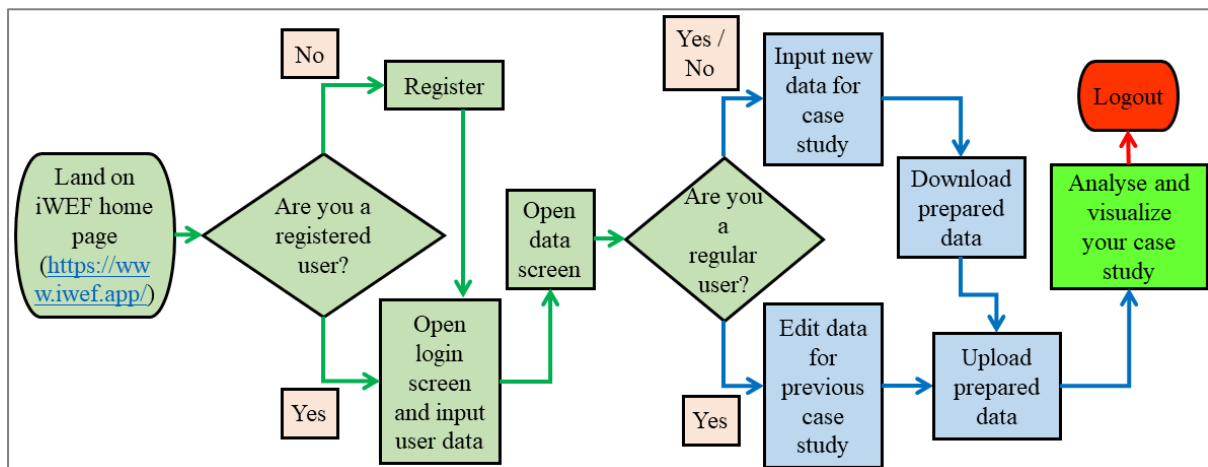 Land on
iWEF home
page
(https://ww
w.iwef.app/)
Are you a
registered
user?
No
Register
Yes
Open
login
screen
and input
user data
Open
data
screen
Are you
a
regular
user?
Yes /
No
Input new
data for
case
study
Download
prepared
data
Yes
Edit data
for
previous
case
study
Upload
prepared
data
Analyse and
visualize
your case
study
Logout